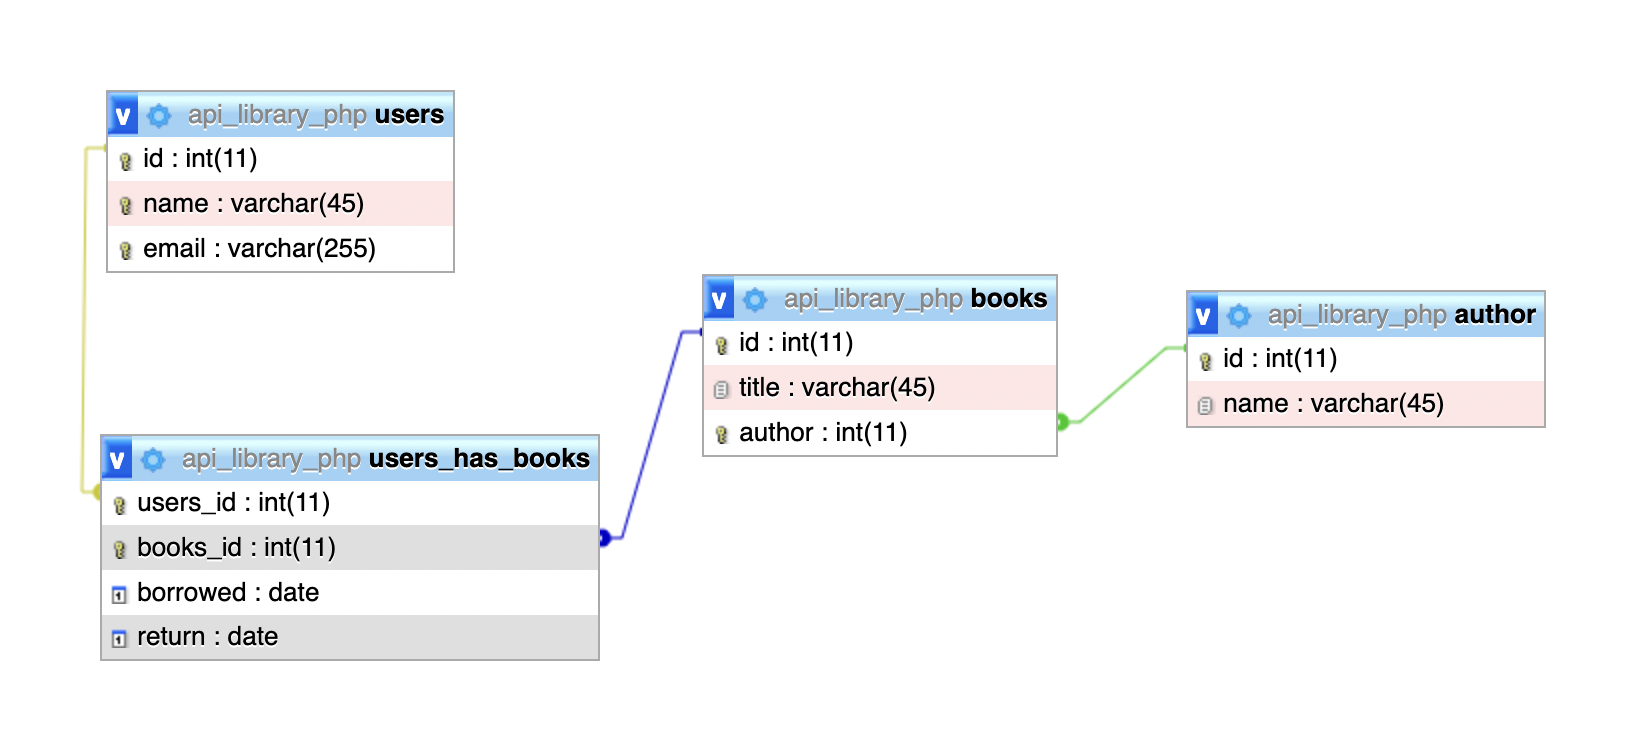 v api_library_php users
id : int(11)
name : varchar(45)
email : varchar(255)
v api_library_php users_has_books
users_id : int(11)
books_id : int(11)
borrowed : date
return : date
v api_library_php books
id : int(11)
title : varchar(45)
author : int(11)
v api_library_php author
id : int(11)
name : varchar(45)